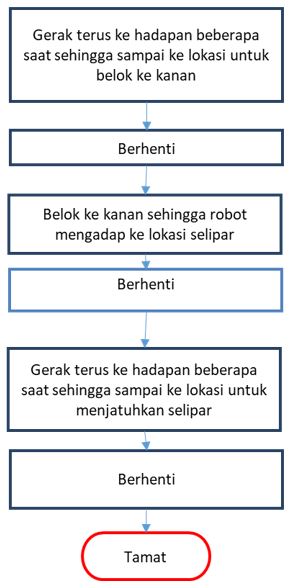 Gerak terus ke hadapan beberapa
saat sehingga sampai ke lokasi untuk
belok ke kanan
Berhenti
Belok ke kanan sehingga robot
mengadap ke lokasi selipar
Berhenti
Gerak terus ke hadapan beberapa
saat sehingga sampai ke lokasi untuk
menjatuhkan selipar
Berhenti
Tamat